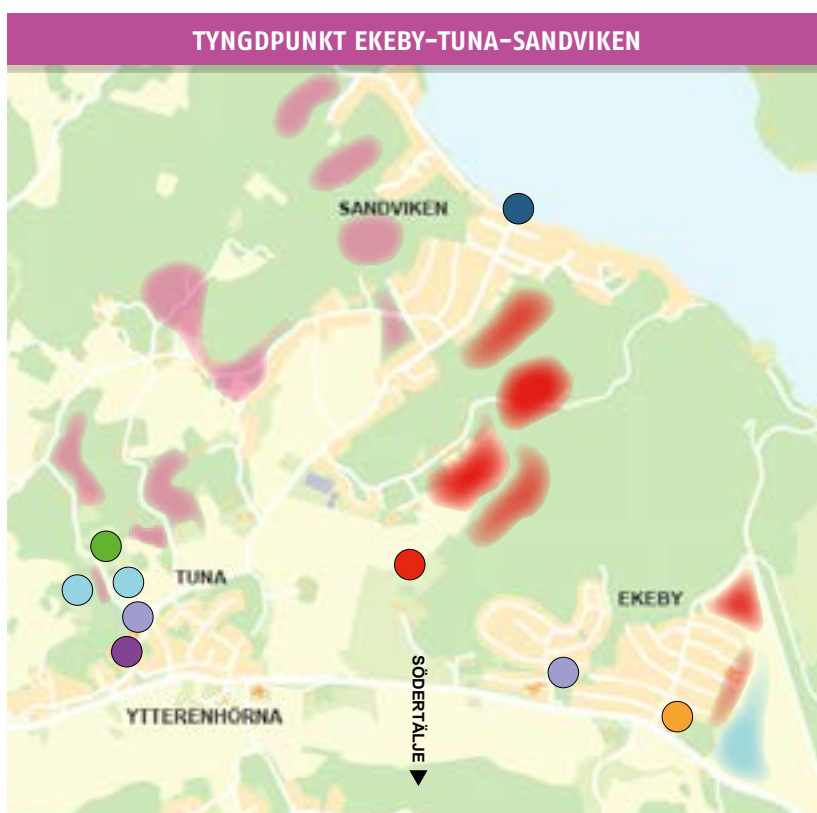 TYNGDPUNKT EKEBY–TUNA–SANDVIKEN
SANDVIKEN
TUNA
EKEBY
SÖDERTÄLJE
YTTERENHÖRNA